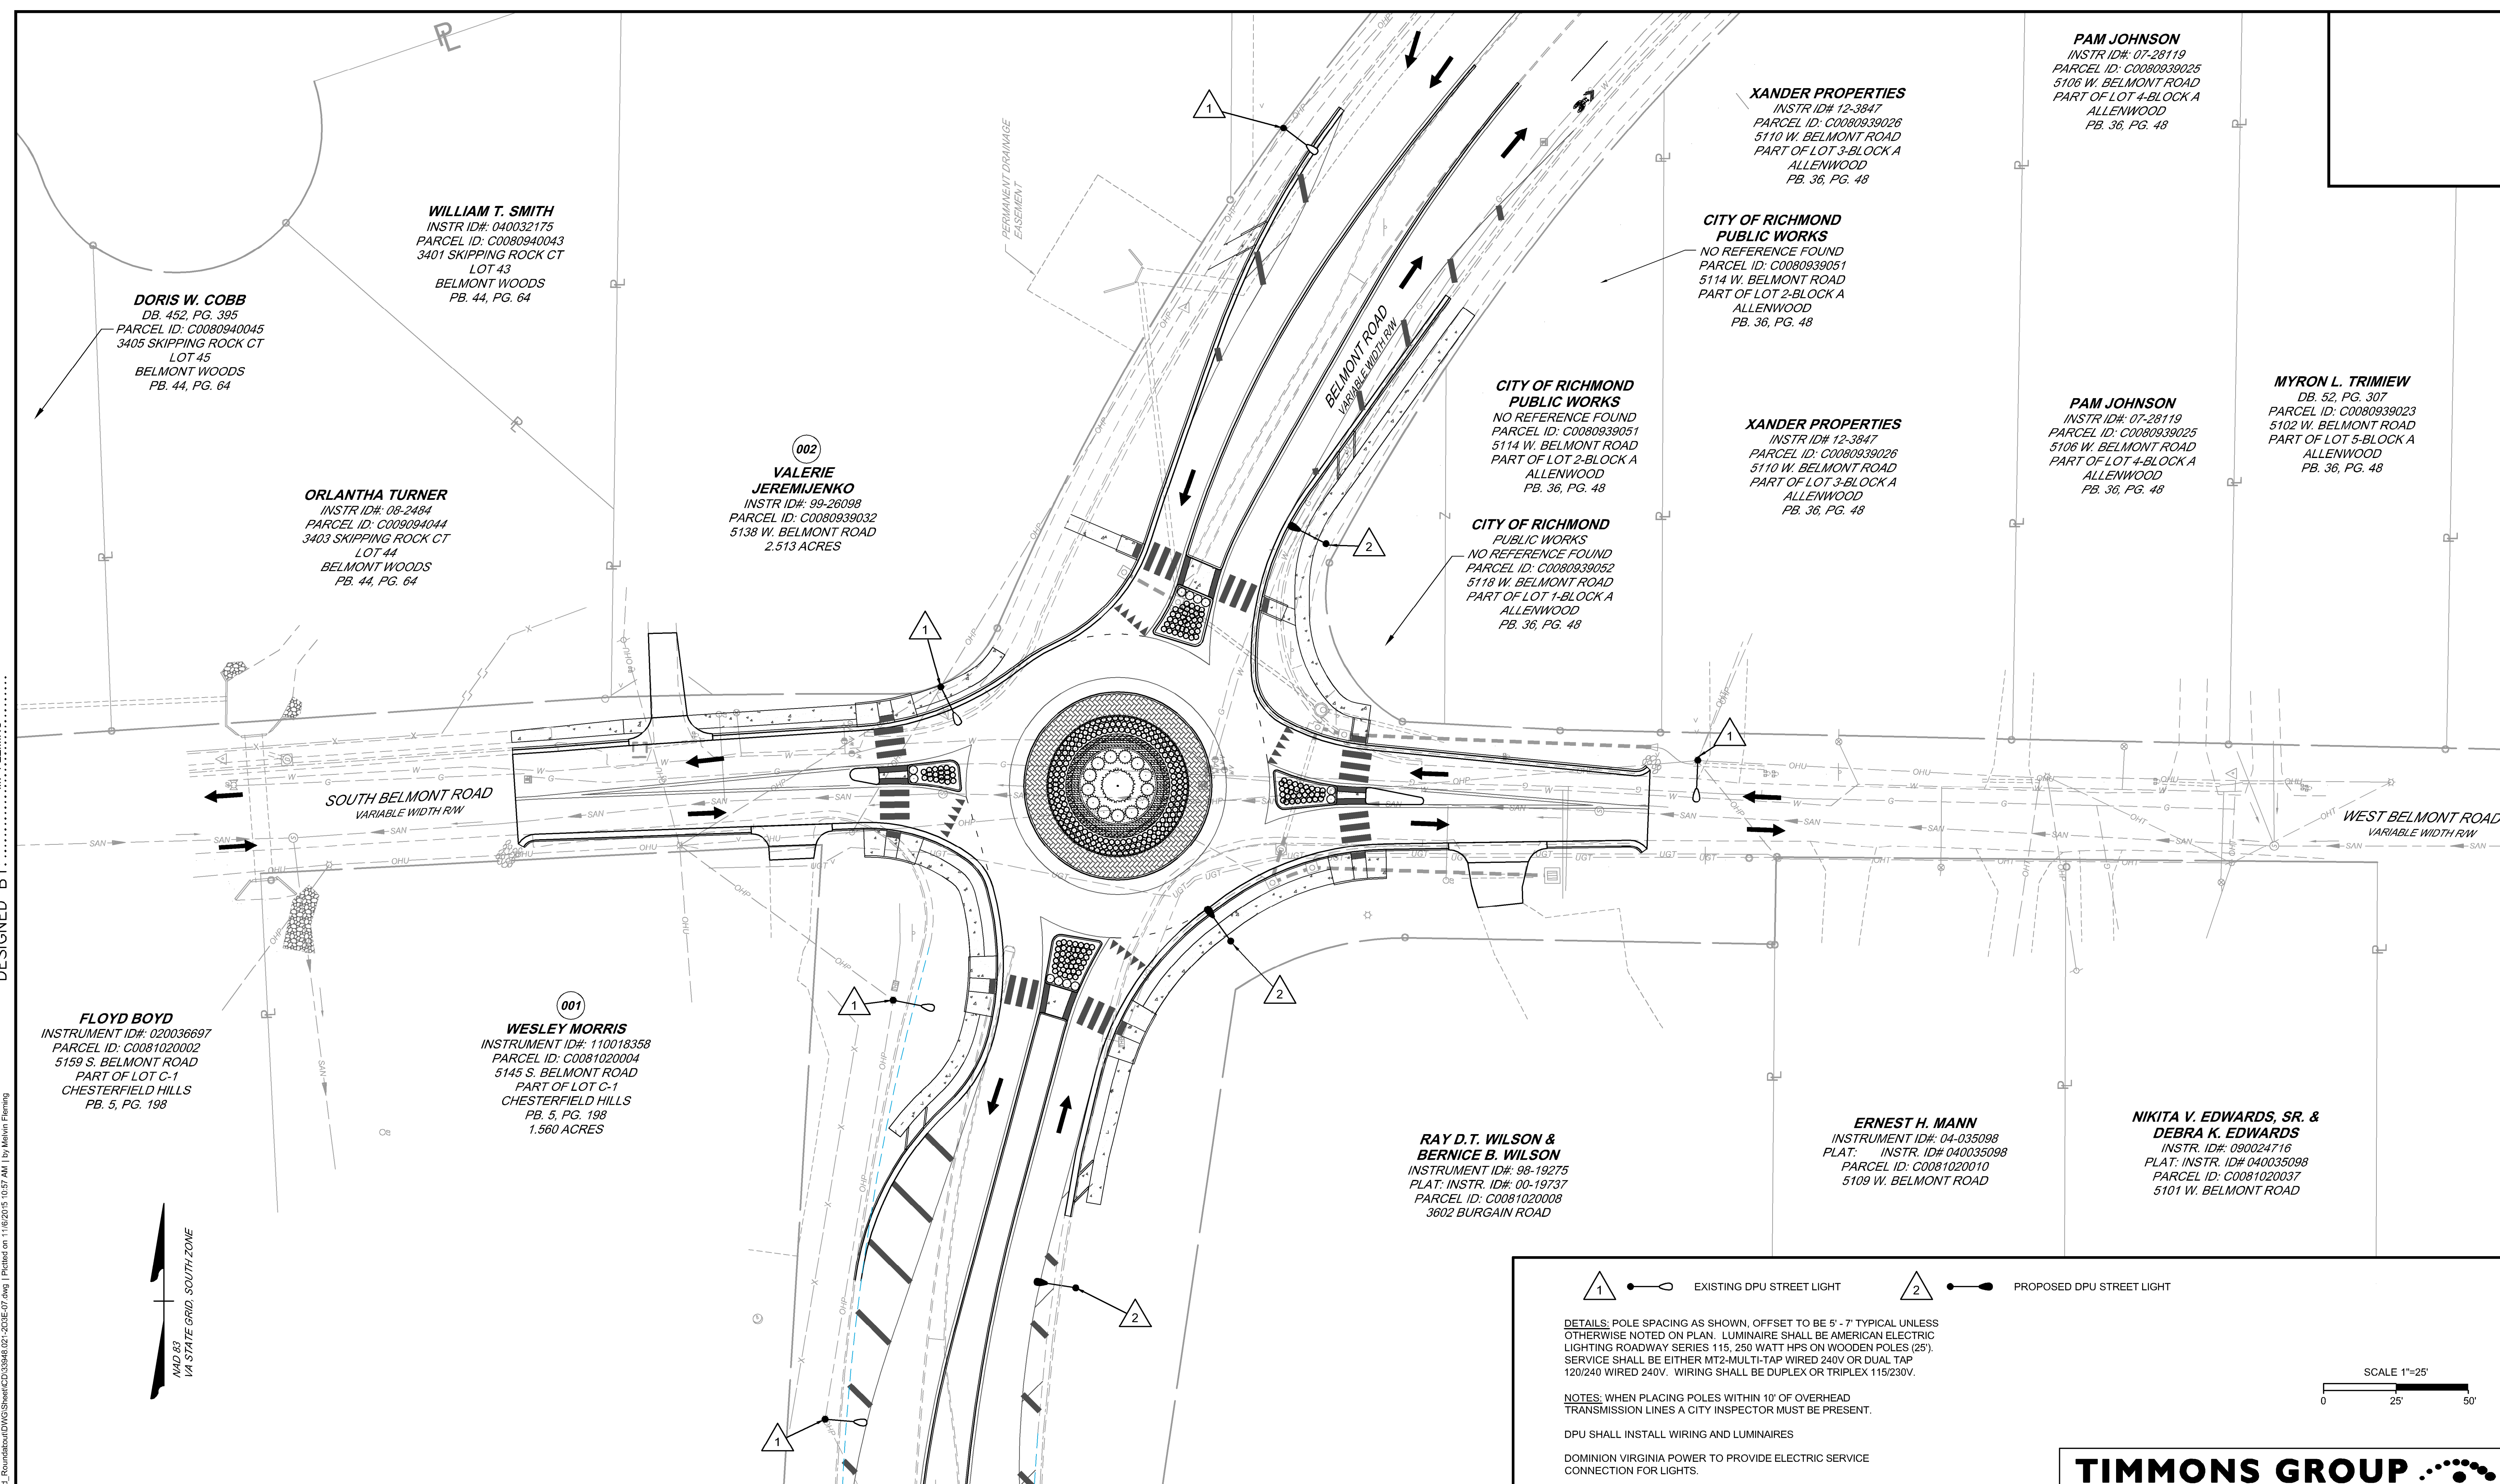 WILLIAM T. SMITH
INSTR ID#: 040032175
PARCEL ID: C0080940043
3401 SKIPPING ROCK CT
LOT 43
BELMONT WOODS
PB. 44, PG. 64
DORIS W. COBB
DB. 452, PG. 395
PARCEL ID: C0080940045
3405 SKIPPING ROCK CT
LOT 45
BELMONT WOODS
PB. 44, PG. 64
ORLANTHA TURNER
INSTR ID#: 08-2484
PARCEL ID: C009094044
3403 SKIPPING ROCK CT
LOT 44
BELMONT WOODS
PB. 44, PG. 64
002
VALERIE
JEREMIJENKO
INSTR ID#: 99-26098
PARCEL ID: C0080939032
5138 W. BELMONT ROAD
2.513 ACRES
PERMANENT DRAINAGE
EASEMENT
BELMONT ROAD
VARIABLE WIDTH R/W
PAM JOHNSON
INSTR ID#: 07-28119
PARCEL ID: C0080939025
5106 W. BELMONT ROAD
PART OF LOT 4-BLOCK A
ALLENWOOD
PB. 36, PG. 48
XANDER PROPERTIES
INSTR ID# 12-3847
PARCEL ID: C0080939026
5110 W. BELMONT ROAD
PART OF LOT 3-BLOCK A
ALLENWOOD
PB. 36, PG. 48
CITY OF RICHMOND
PUBLIC WORKS
NO REFERENCE FOUND
PARCEL ID: C0080939051
5114 W. BELMONT ROAD
PART OF LOT 2-BLOCK A
ALLENWOOD
PB. 36, PG. 48
CITY OF RICHMOND
PUBLIC WORKS
NO REFERENCE FOUND
PARCEL ID: C0080939051
5114 W. BELMONT ROAD
PART OF LOT 2-BLOCK A
ALLENWOOD
PB. 36, PG. 48
XANDER PROPERTIES
INSTR ID# 12-3847
PARCEL ID: C0080939026
5110 W. BELMONT ROAD
PART OF LOT 3-BLOCK A
ALLENWOOD
PB. 36, PG. 48
PAM JOHNSON
INSTR ID#: 07-28119
PARCEL ID: C0080939025
5106 W. BELMONT ROAD
PART OF LOT 4-BLOCK A
ALLENWOOD
PB. 36, PG. 48
MYRON L. TRIMIEW
DB. 52, PG. 307
PARCEL ID: C0080939023
5102 W. BELMONT ROAD
PART OF LOT 5-BLOCK A
ALLENWOOD
PB. 36, PG. 48
CITY OF RICHMOND
PUBLIC WORKS
NO REFERENCE FOUND
PARCEL ID: C0080939052
5118 W. BELMONT ROAD
PART OF LOT 1-BLOCK A
ALLENWOOD
PB. 36, PG. 48
SOUTH BELMONT ROAD
VARIABLE WIDTH R/W
WEST BELMONT ROAD
VARIABLE WIDTH R/W
FLOYD BOYD
INSTRUMENT ID#: 020036697
PARCEL ID: C0081020002
5159 S. BELMONT ROAD
PART OF LOT C-1
CHESTERFIELD HILLS
PB. 5, PG. 198
001
WESLEY MORRIS
INSTRUMENT ID#: 110018358
PARCEL ID: C0081020004
5145 S. BELMONT ROAD
PART OF LOT C-1
CHESTERFIELD HILLS
PB. 5, PG. 198
1.560 ACRES
RAY D.T. WILSON &
BERNICE B. WILSON
INSTRUMENT ID#: 98-19275
PLAT: INSTR. ID#: 00-19737
PARCEL ID: C0081020008
3602 BURGAIN ROAD
ERNEST H. MANN
INSTRUMENT ID#: 04-035098
PLAT: INSTR. ID# 040035098
PARCEL ID: C0081020010
5109 W. BELMONT ROAD
NIKITA V. EDWARDS, SR. &
DEBRA K. EDWARDS
INSTR. ID#: 090024716
PLAT: INSTR. ID# 040035098
PARCEL ID: C0081020037
5101 W. BELMONT ROAD
NAD 83
VA STATE GRID, SOUTH ZONE
1 EXISTING DPU STREET LIGHT
2 PROPOSED DPU STREET LIGHT
DETAILS: POLE SPACING AS SHOWN, OFFSET TO BE 5' - 7' TYPICAL UNLESS
OTHERWISE NOTED ON PLAN. LUMINAIRE SHALL BE AMERICAN ELECTRIC
LIGHTING ROADWAY SERIES 115, 250 WATT HPS ON WOODEN POLES (25').
SERVICE SHALL BE EITHER MT2-MULTI-TAP WIRED 240V OR DUAL TAP
120/240 WIRED 240V. WIRING SHALL BE DUPLEX OR TRIPLEX 115/230V.
NOTES: WHEN PLACING POLES WITHIN 10' OF OVERHEAD
TRANSMISSION LINES A CITY INSPECTOR MUST BE PRESENT.
DPU SHALL INSTALL WIRING AND LUMINAIRES
DOMINION VIRGINIA POWER TO PROVIDE ELECTRIC SERVICE
CONNECTION FOR LIGHTS.
SCALE 1"=25'
0 25' 50'
TIMMONS GROUP
DESIGNED BY:
Plotted on 11/6/2015 10:57 AM | by Melvin Fleming